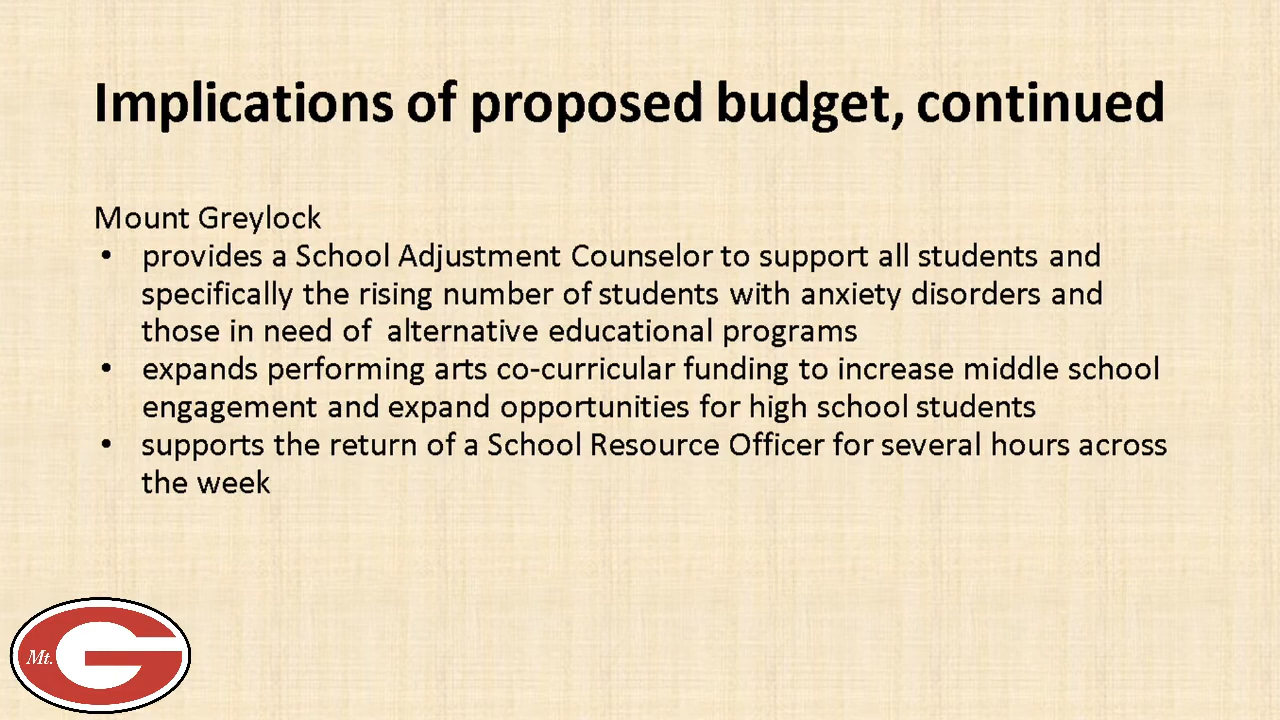 Implications of proposed budget, continued
Mount Greylock
• provides a School Adjustment Counselor to support all students and
specifically the rising number of students with anxiety disorders and
those in need of alternative educational programs
• expands performing arts co-curricular funding to increase middle school
engagement and expand opportunities for high school students
• supports the return of a School Resource Officer for several hours across
the week
Mt. G